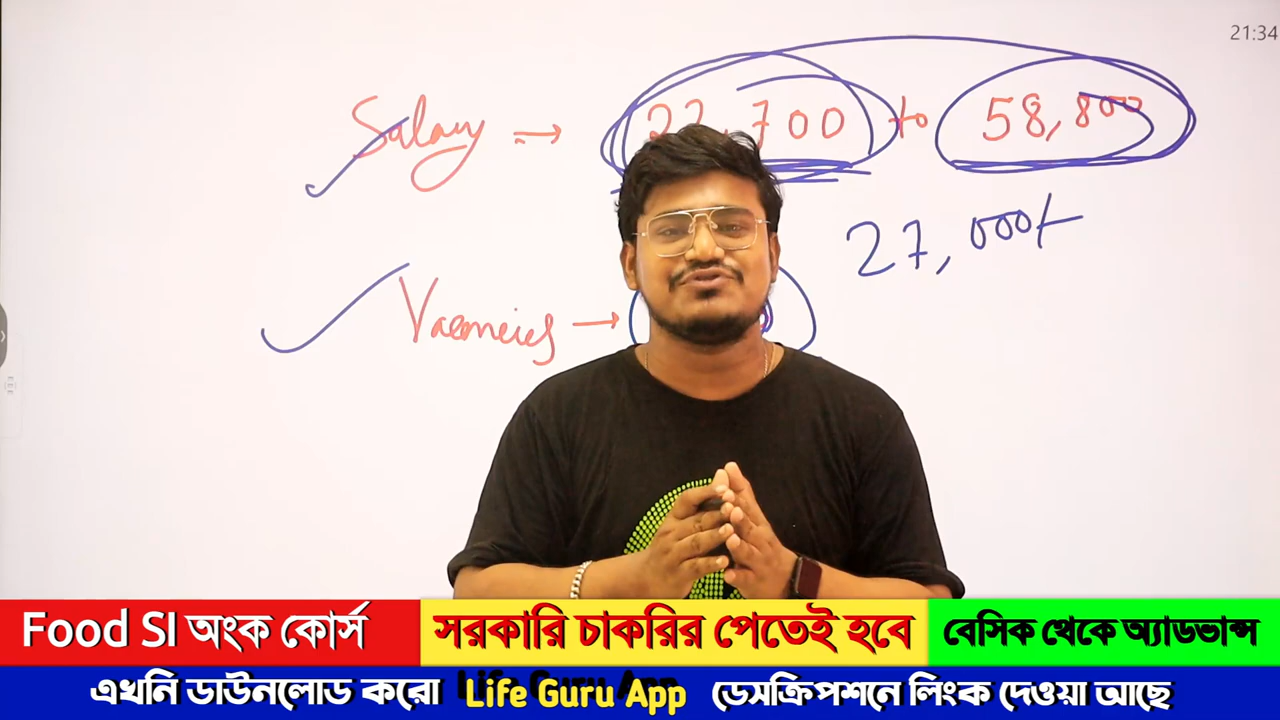 21:34
Salary → 22,700 to 58,800
27,000/-
Vacancies →
Food SI অংক কোর্স
সরকারি চাকরির পেতেই হবে
বেসিক থেকে অ্যাডভান্স
এখনি ডাউনলোড করো Life Guru App ডেসক্রিপশনে লিংক দেওয়া আছে